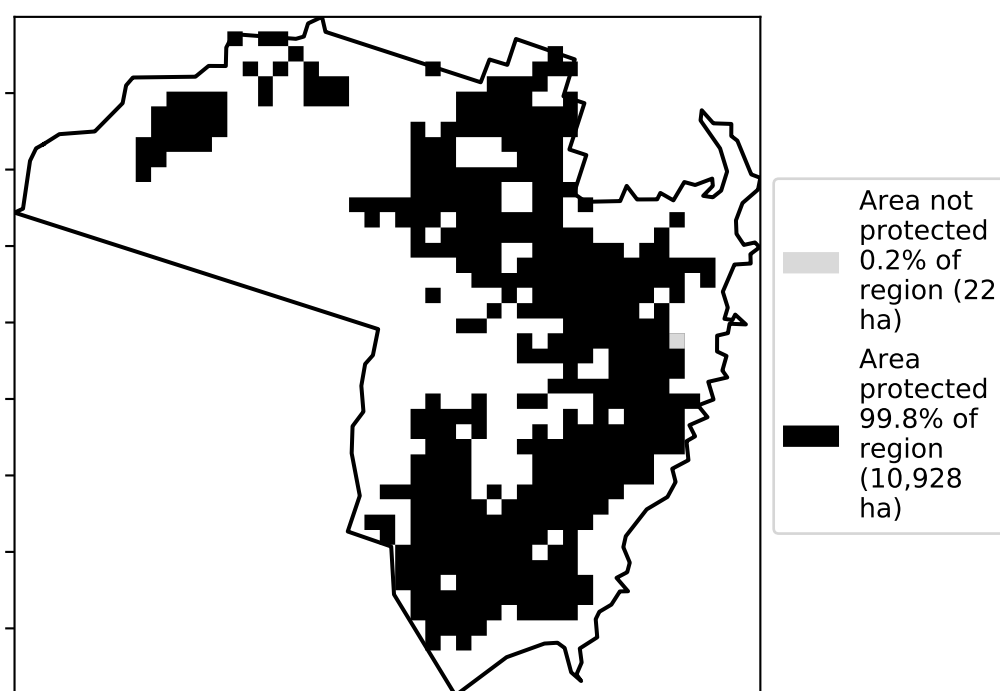 Area not
protected
0.2% of
region (22
ha)
Area
protected
99.8% of
region
(10,928
ha)